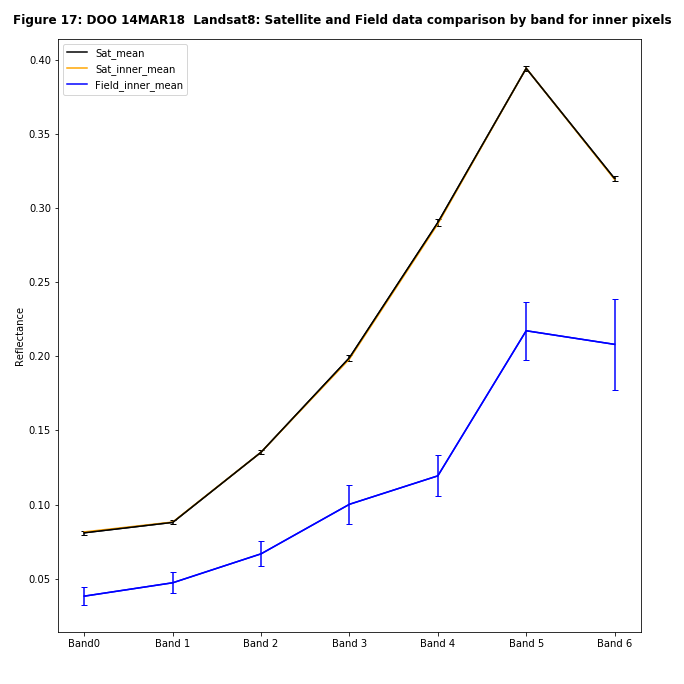 Figure 17: DOO 14MAR18  Landsat8: Satellite and Field data comparison by band for inner pixels
Sat_mean
Sat_inner_mean
Field_inner_mean
0.40
0.35
0.30
0.25
0.20
0.15
0.10
0.05
Reflectance
Band0
Band 1
Band 2
Band 3
Band 4
Band 5
Band 6